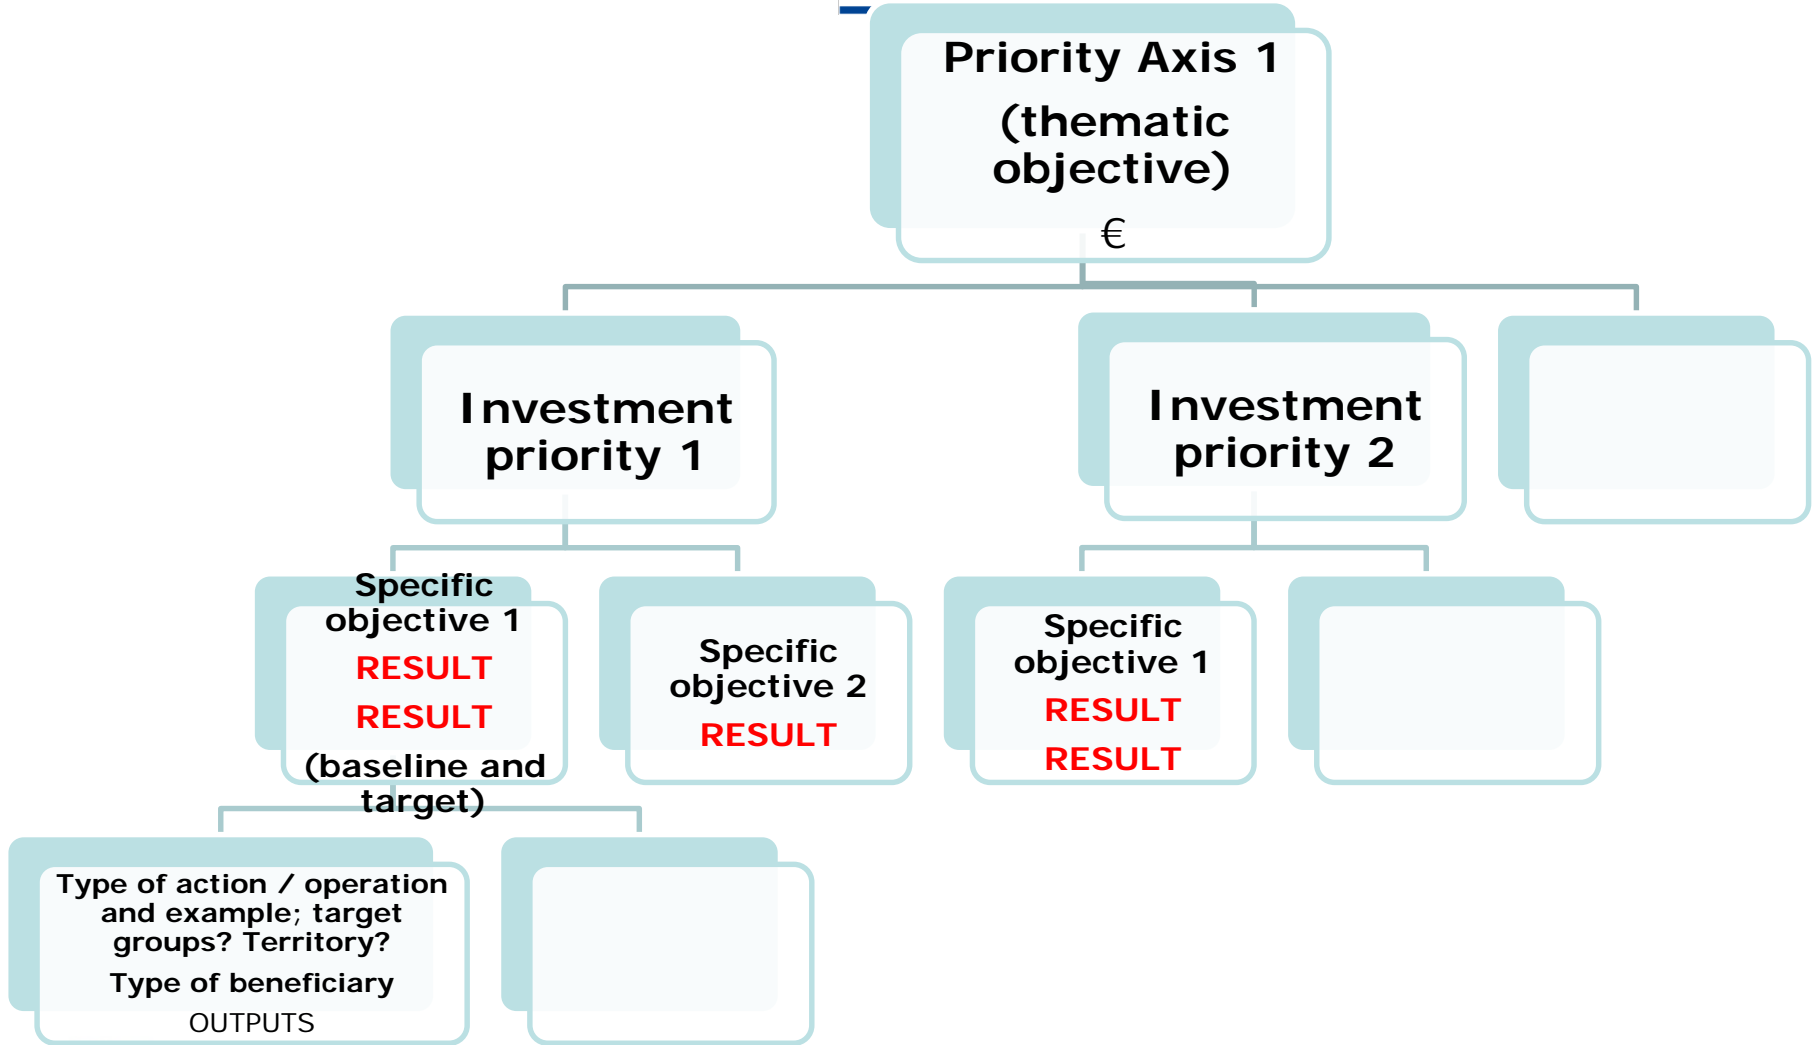 Priority Axis 1
(thematic
objective)
€
Investment
priority 1
Investment
priority 2
Specific
objective 1
RESULT
RESULT
(baseline and
target)
Specific
objective 2
RESULT
Specific
objective 1
RESULT
RESULT
Type of action / operation
and example; target
groups? Territory?
Type of beneficiary
OUTPUTS